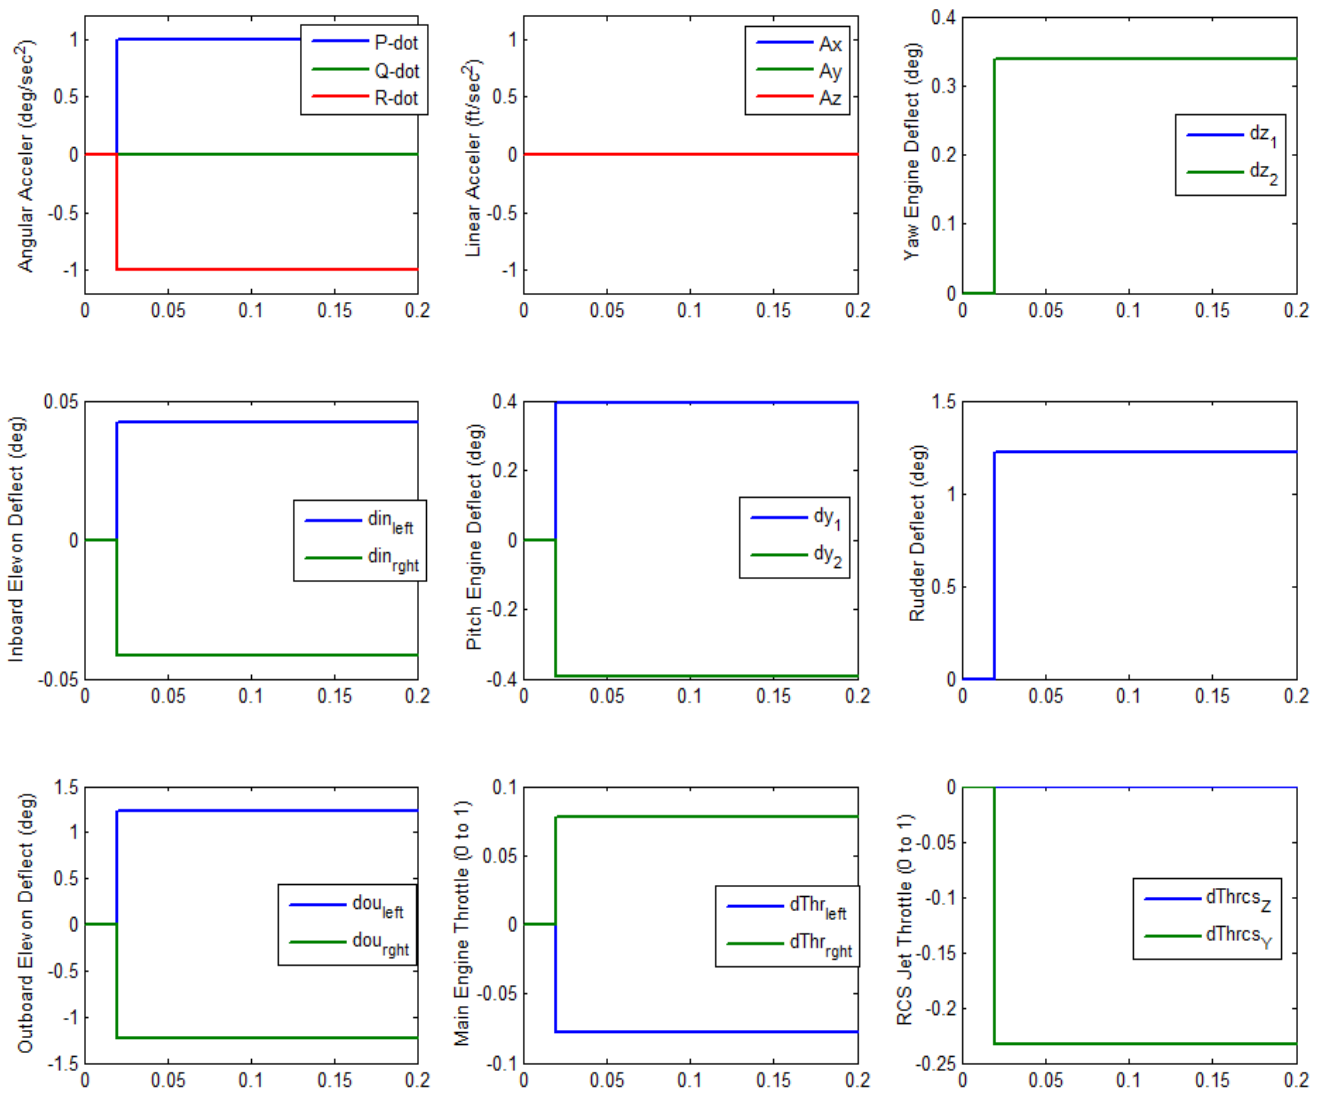 Angular Acceler (deg/sec²)
1
0.5
0
-0.5
-1
P-dot
Q-dot
R-dot
0 0.05 0.1 0.15 0.2
Linear Acceler (ft/sec²)
1
0.5
0
-0.5
-1
Ax
Ay
Az
0 0.05 0.1 0.15 0.2
Yaw Engine Deflect (deg)
0.4
0.3
0.2
0.1
0
dz₁
dz₂
0 0.05 0.1 0.15 0.2
Inboard Elevon Deflect (deg)
0.05
0
-0.05
din_left
din_rght
0 0.05 0.1 0.15 0.2
Pitch Engine Deflect (deg)
0.4
0.2
0
-0.2
-0.4
dy₁
dy₂
0 0.05 0.1 0.15 0.2
Rudder Deflect (deg)
1.5
1
0.5
0
0 0.05 0.1 0.15 0.2
Outboard Elevon Deflect (deg)
1.5
1
0.5
0
-0.5
-1
-1.5
dou_left
dou_rght
0 0.05 0.1 0.15 0.2
Main Engine Throttle (0 to 1)
0.1
0.05
0
-0.05
-0.1
dThr_left
dThr_rght
0 0.05 0.1 0.15 0.2
RCS Jet Throttle (0 to 1)
0
-0.05
-0.1
-0.15
-0.2
-0.25
dThrcs_Z
dThrcs_Y
0 0.05 0.1 0.15 0.2